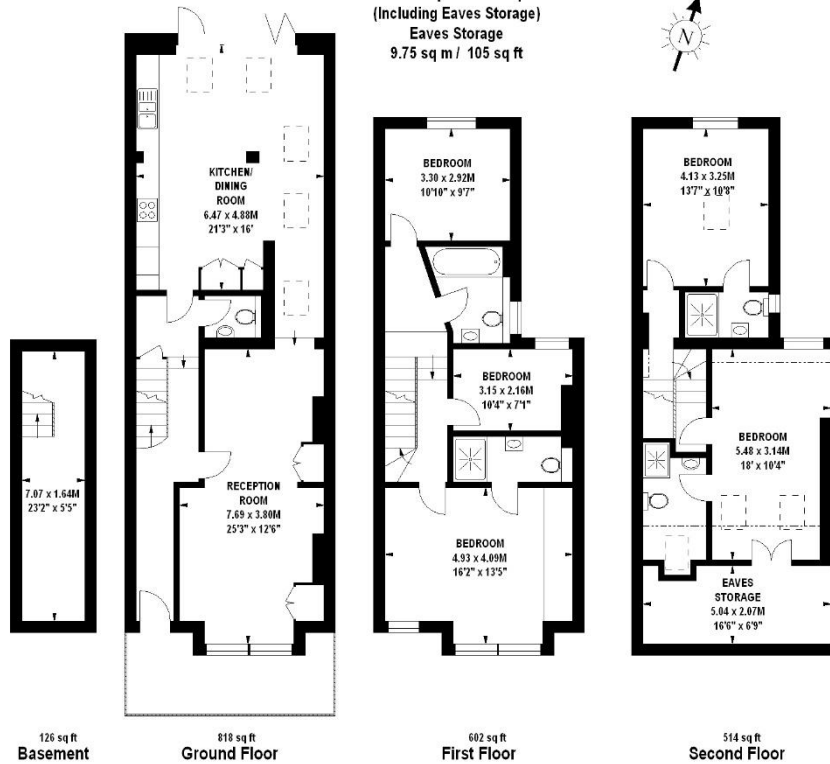 (Including Eaves Storage)
Eaves Storage
9.75 sq m / 105 sq ft
N
KITCHEN/
DINING
ROOM
6.47 x 4.88M
21'3" x 16'
RECEPTION
ROOM
7.69 x 3.80M
25'3" x 12'6"
7.07 x 1.64M
23'2" x 5'5"
BEDROOM
3.30 x 2.92M
10'10" x 9'7"
BEDROOM
3.15 x 2.16M
10'4" x 7'1"
BEDROOM
4.93 x 4.09M
16'2" x 13'5"
BEDROOM
4.13 x 3.25M
13'7" x 10'8"
BEDROOM
5.48 x 3.14M
18' x 10'4"
EAVES
STORAGE
5.04 x 2.07M
16'6" x 6'9"
126 sq ft
Basement
818 sq ft
Ground Floor
602 sq ft
First Floor
514 sq ft
Second Floor